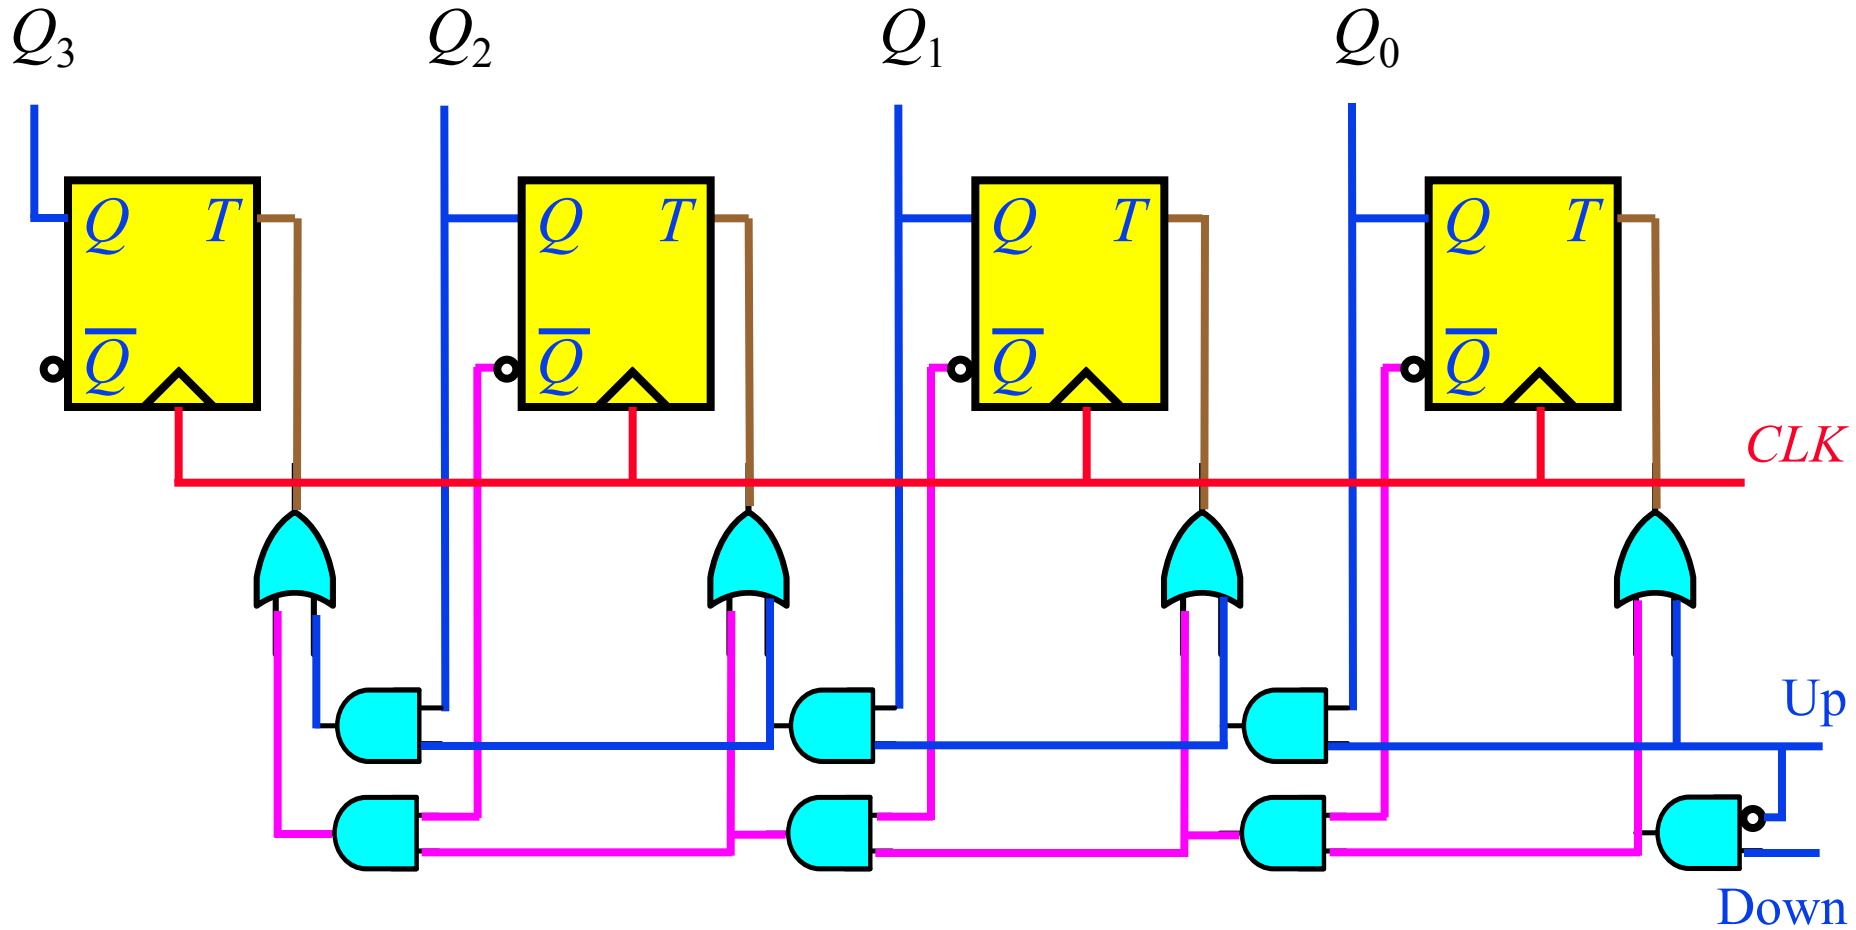 Q₃ Q₂ Q₁ Q₀
Q T Q T Q T Q T
Q̅ Q̅ Q̅ Q̅
CLK
Up
Down